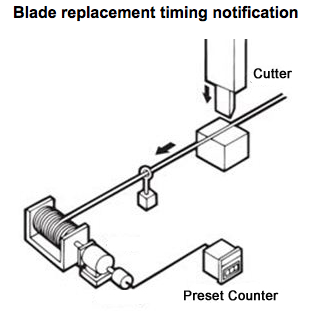 Blade replacement timing notification
Cutter
Preset Counter